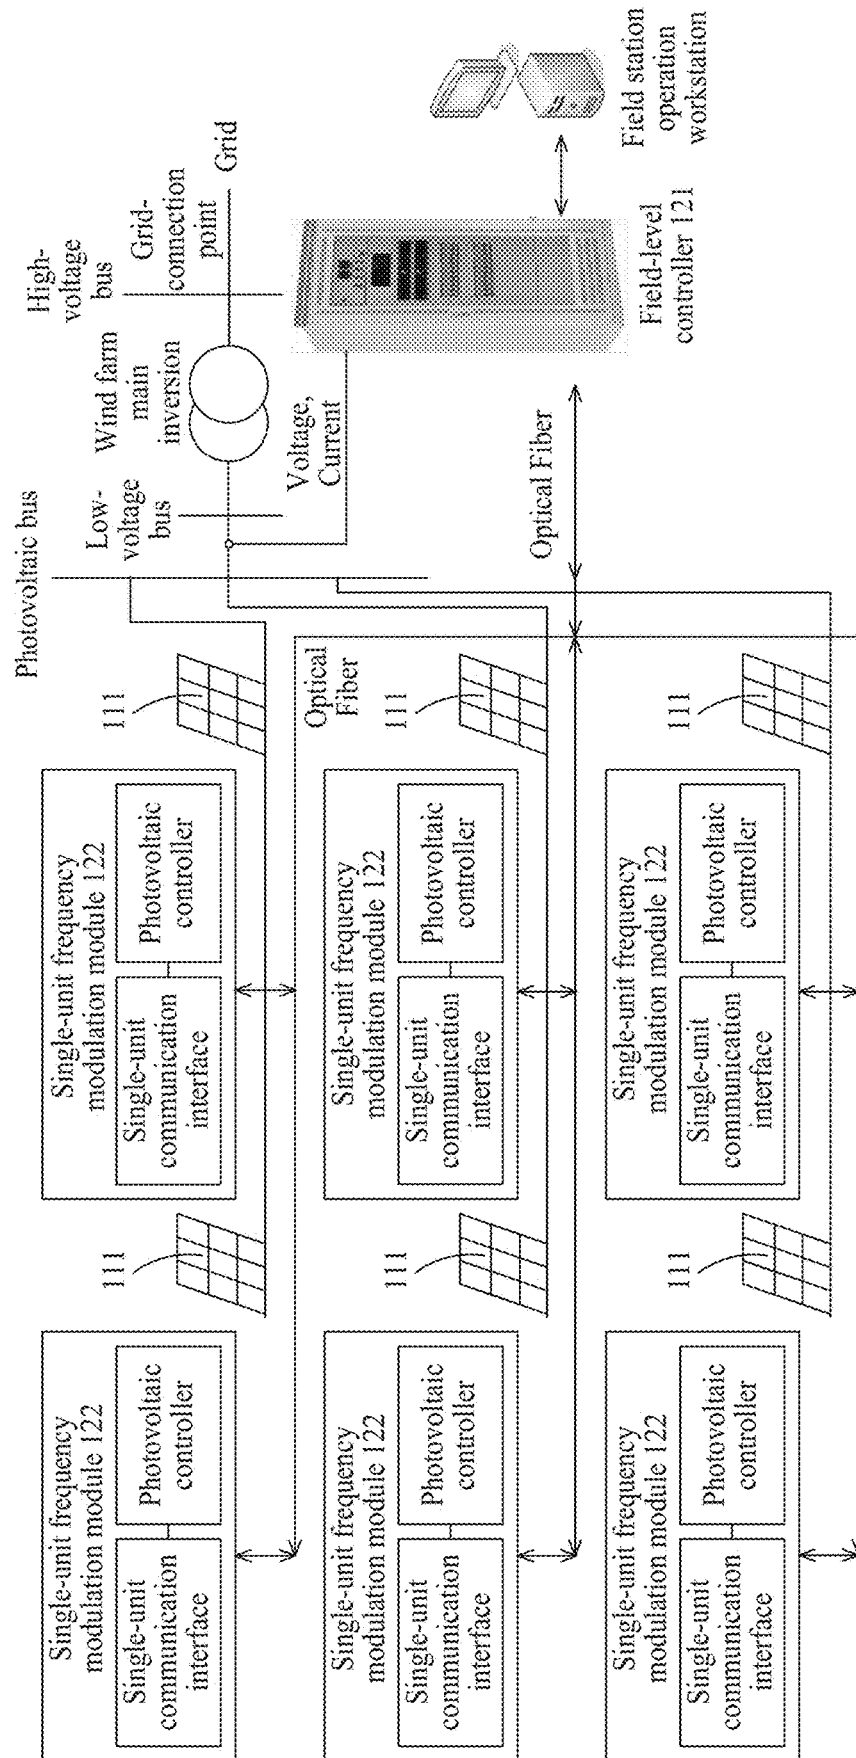 Single-unit frequency
modulation module 122
Single-unit
communication
interface
Photovoltaic
controller
111
Single-unit frequency
modulation module 122
Single-unit
communication
interface
Photovoltaic
controller
111
Photovoltaic bus
Low-
voltage
bus
Wind farm
main
inversion
High-
voltage
bus
Grid-
connection
point
Grid
Voltage,
Current
Optical
Fiber
Single-unit frequency
modulation module 122
Single-unit
communication
interface
Photovoltaic
controller
111
Single-unit frequency
modulation module 122
Single-unit
communication
interface
Photovoltaic
controller
111
Optical Fiber
Field-level
controller 121
Field station
operation
workstation
Single-unit frequency
modulation module 122
Single-unit
communication
interface
Photovoltaic
controller
111
Single-unit frequency
modulation module 122
Single-unit
communication
interface
Photovoltaic
controller
111